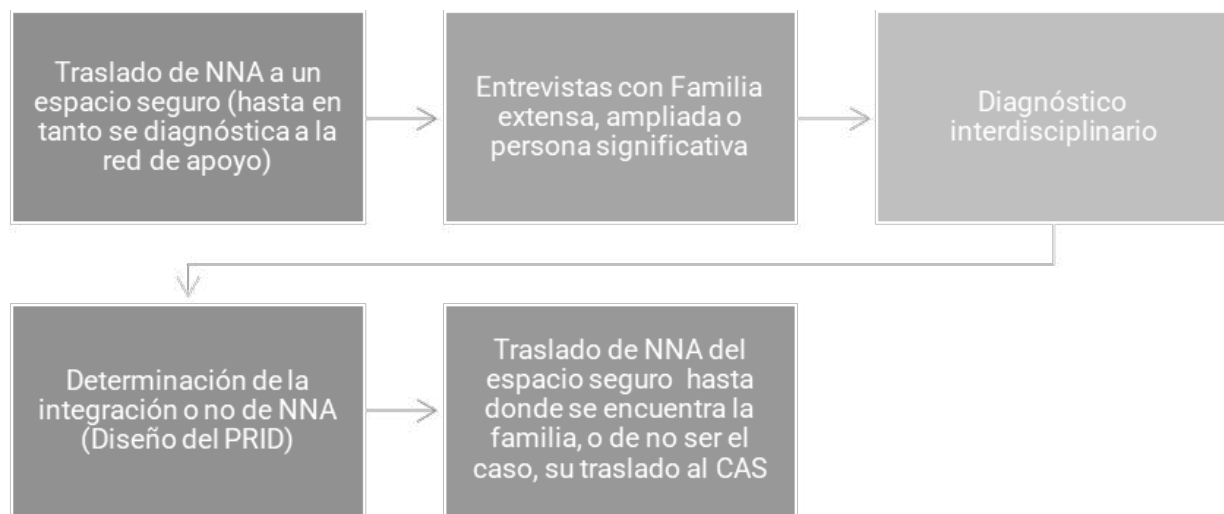 Traslado de NNA a un
espacio seguro (hasta en
tanto se diagnóstica a la
red de apoyo)
Entrevistas con Familia
extensa, ampliada o
persona significativa
Diagnóstico
interdisciplinario
Determinación de la
integración o no de NNA
(Diseño del PRID)
Traslado de NNA del
espacio seguro hasta
donde se encuentra la
familia, o de no ser el
caso, su traslado al CAS